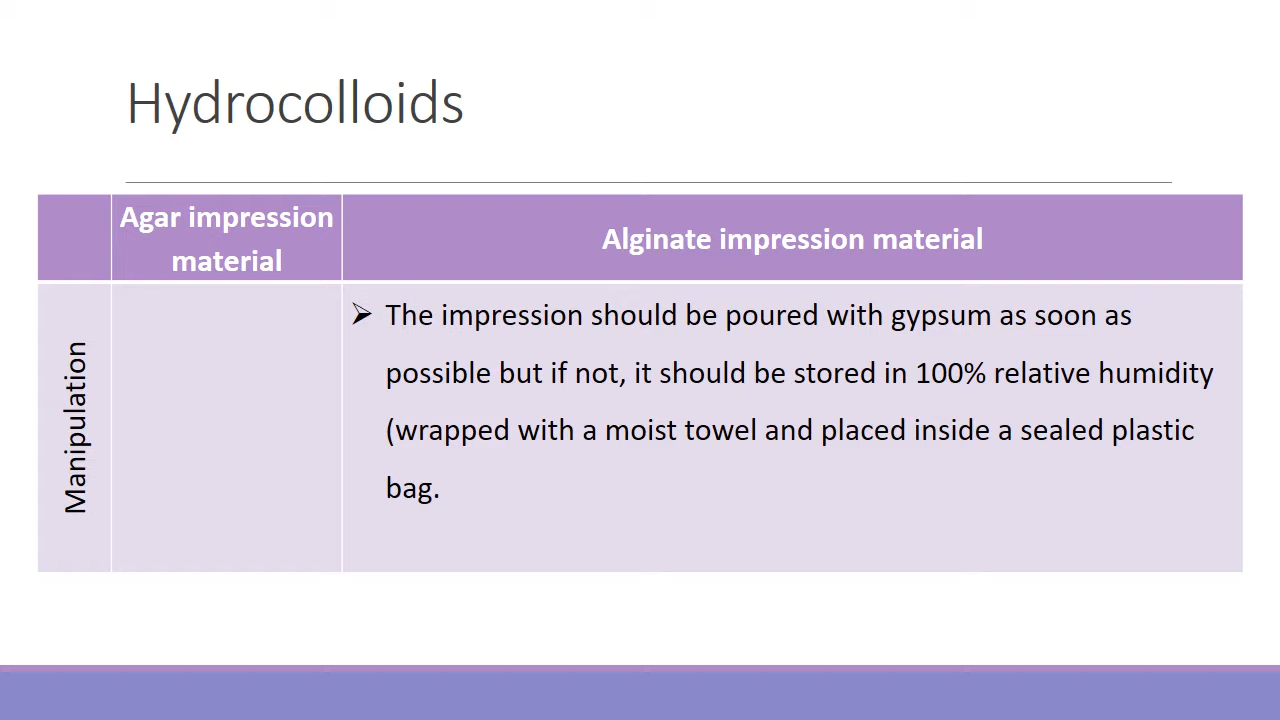 Hydrocolloids
Agar impression
material
Alginate impression material
Manipulation
➢ The impression should be poured with gypsum as soon as
possible but if not, it should be stored in 100% relative humidity
(wrapped with a moist towel and placed inside a sealed plastic
bag.